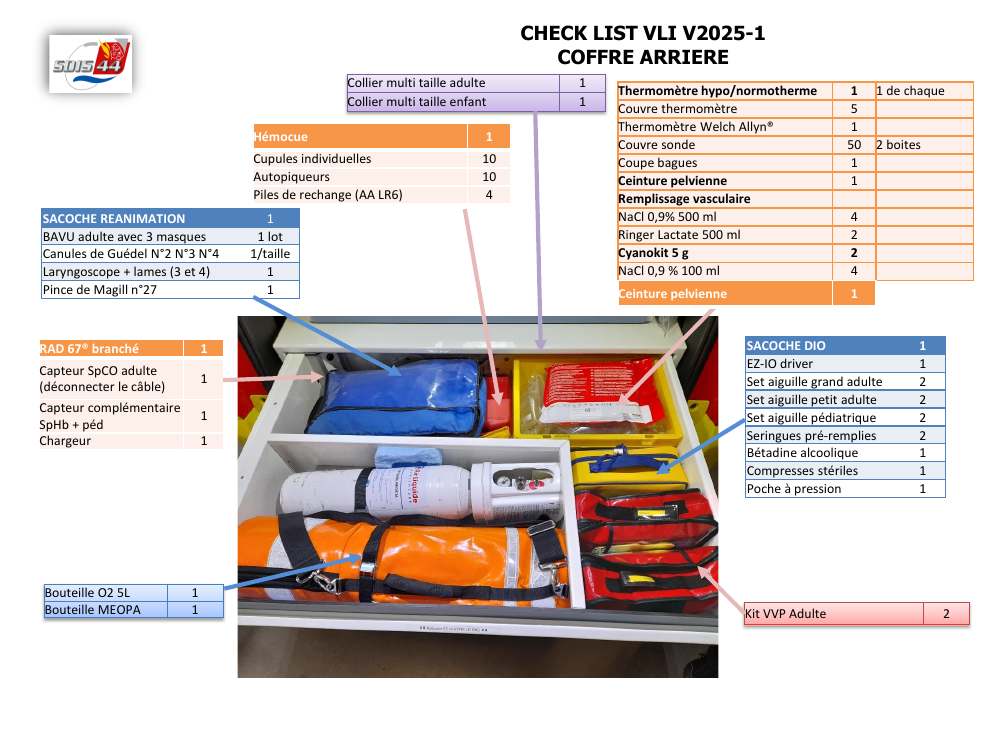 SDIS 44
CHECK LIST VLI V2025-1
COFFRE ARRIERE
Collier multi taille adulte 1
Collier multi taille enfant 1
Thermomètre hypo/normotherme 1 1 de chaque
Couvre thermomètre 5
Thermomètre Welch Allyn® 1
Couvre sonde 50 2 boites
Coupe bagues 1
Ceinture pelvienne 1
Remplissage vasculaire
NaCl 0,9% 500 ml 4
Ringer Lactate 500 ml 2
Cyanokit 5 g 2
NaCl 0,9 % 100 ml 4
Ceinture pelvienne 1
Hémocue 1
Cupules individuelles 10
Autopiqueurs 10
Piles de rechange (AA LR6) 4
SACOCHE REANIMATION 1
BAVU adulte avec 3 masques 1 lot
Canules de Guédel N°2 N°3 N°4 1/taille
Laryngoscope + lames (3 et 4) 1
Pince de Magill n°27 1
RAD 67® branché 1
Capteur SpCO adulte
(déconnecter le câble) 1
Capteur complémentaire
SpHb + péd 1
Chargeur 1
SACOCHE DIO 1
EZ-IO driver 1
Set aiguille grand adulte 2
Set aiguille petit adulte 2
Set aiguille pédiatrique 2
Seringues pré-remplies 2
Bétadine alcoolique 1
Compresses stériles 1
Poche à pression 1
Bouteille O2 5L 1
Bouteille MEOPA 1
Kit VVP Adulte 2